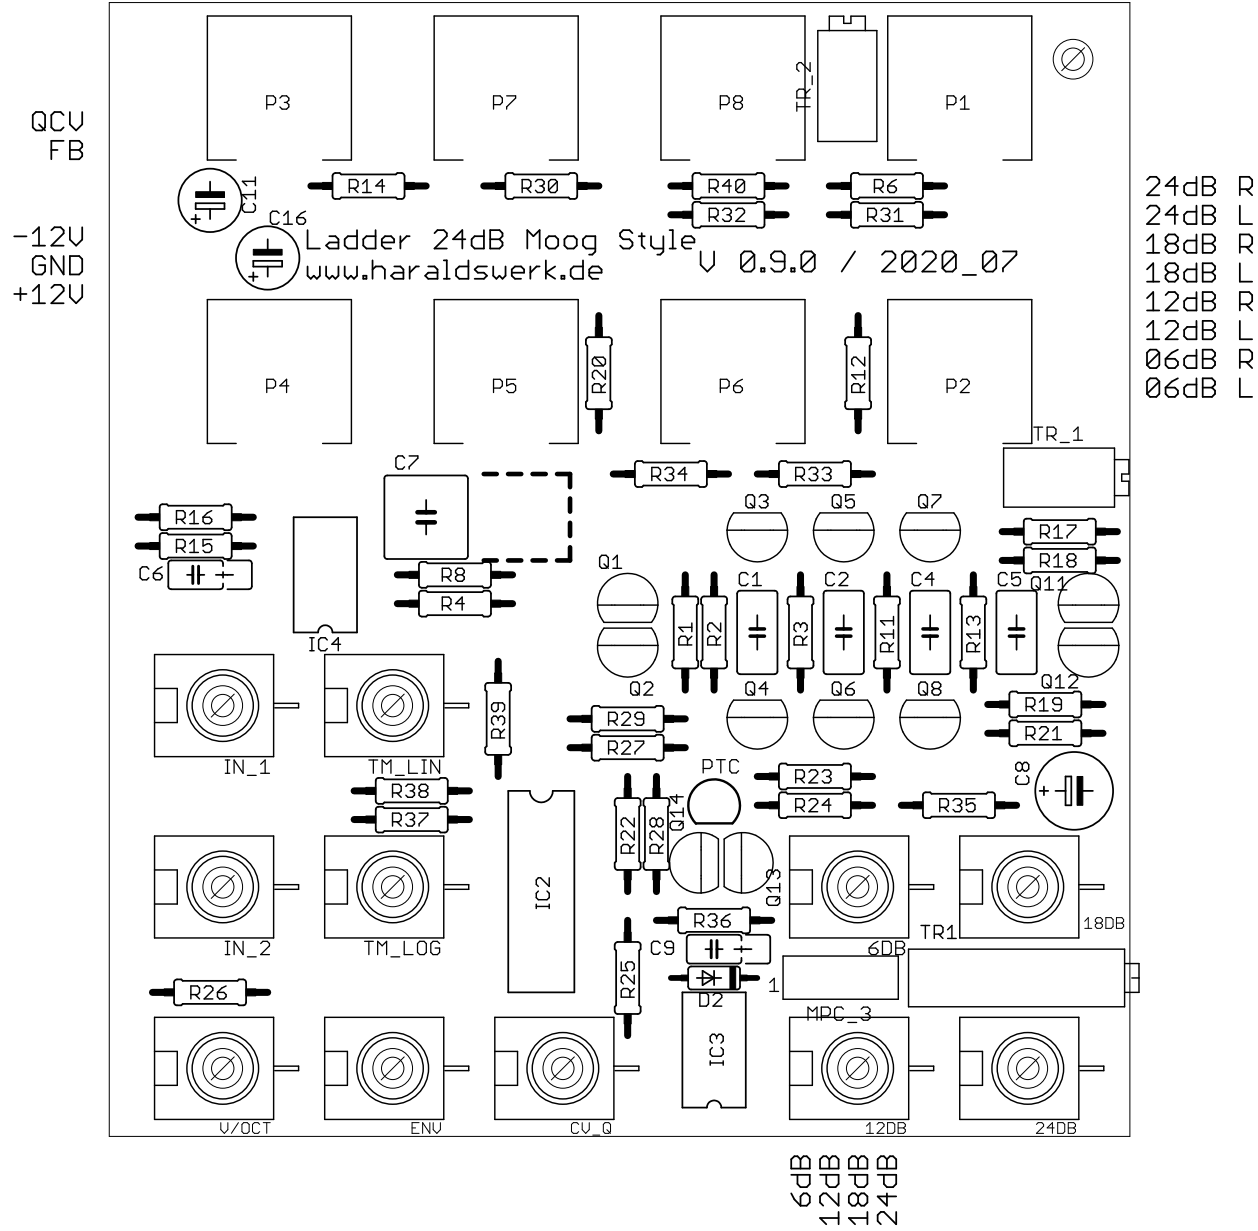 P3
P7
P8
TR_2
P1
QCV
FB
C11
R14
R30
R40
R6
24dB R
R32
R31
24dB L
C16
-12V
Ladder 24dB Moog Style
18dB R
GND
www.haraldswerk.de
V 0.9.0 / 2020_07
18dB L
+12V
12dB R
12dB L
06dB R
06dB L
P4
P5
R20
P6
R12
P2
TR_1
C7
R34
R33
Q3
Q5
Q7
R16
R17
R15
R18
C6
R8
Q1
C1
C2
C4
C5
Q11
R4
R1
R2
R3
R11
R13
IC4
Q2
Q4
Q6
Q8
Q12
R39
R29
R19
R27
R21
IN_1
TM_LIN
PTC
C8
R38
R23
R37
R24
R35
R22
R28
Q14
IC2
Q13
R36
18DB
IN_2
TM_LOG
C9
6DB
TR1
R26
R25
D2
1
MPC_3
IC3
V/OCT
ENV
CV_Q
12DB
24DB
6dB
12dB
18dB
24dB